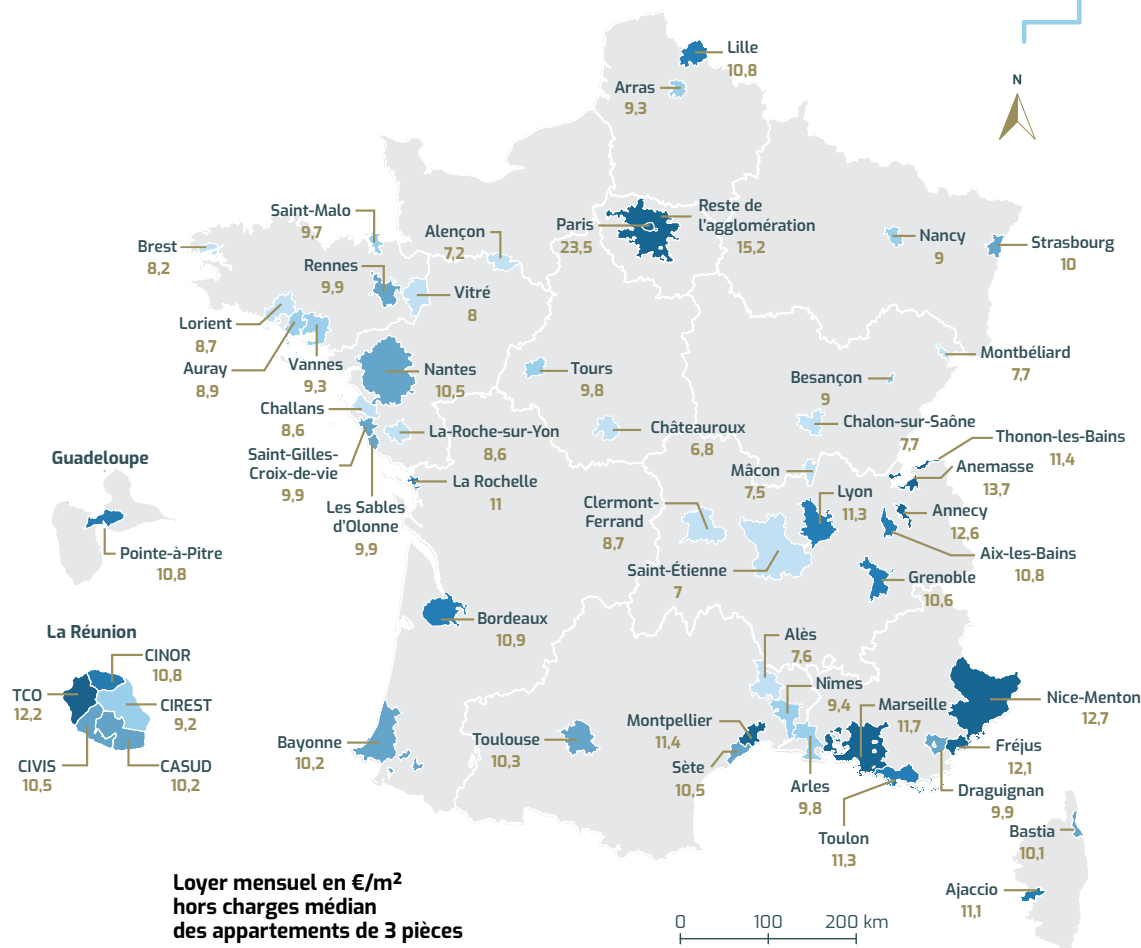 Lille
10,8
Arras
9,3
N
Saint-Malo
9,7
Alençon
7,2
Paris
23,5
Reste de
l'agglomération
15,2
Nancy
9
Strasbourg
10
Brest
8,2
Rennes
9,9
Vitré
8
Lorient
8,7
Auray
8,9
Vannes
9,3
Nantes
10,5
Tours
9,8
Besançon
9
Montbéliard
7,7
Challans
8,6
La-Roche-sur-Yon
8,6
Châteauroux
6,8
Chalon-sur-Saône
7,7
Saint-Gilles-
Croix-de-vie
9,9
Thonon-les-Bains
11,4
Anemasse
13,7
Mâcon
7,5
La Rochelle
11
Les Sables
d'Olonne
9,9
Clermont-
Ferrand
8,7
Lyon
11,3
Annecy
12,6
Aix-les-Bains
10,8
Saint-Étienne
7
Grenoble
10,6
Guadeloupe
Pointe-à-Pitre
10,8
Bordeaux
10,9
La Réunion
CINOR
10,8
TCO
12,2
CIREST
9,2
CIVIS
10,5
CASUD
10,2
Alès
7,6
Nîmes
9,4
Marseille
11,7
Nice-Menton
12,7
Bayonne
10,2
Toulouse
10,3
Montpellier
11,4
Sète
10,5
Fréjus
12,1
Arles
9,8
Draguignan
9,9
Toulon
11,3
Bastia
10,1
Ajaccio
11,1
Loyer mensuel en €/m²
hors charges médian
des appartements de 3 pièces
0 100 200 km